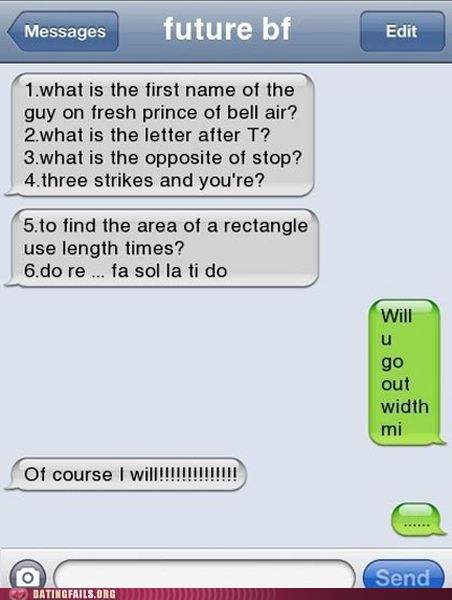 Messages
future bf
Edit
1.what is the first name of the
guy on fresh prince of bell air?
2.what is the letter after T?
3.what is the opposite of stop?
4.three strikes and you're?
5.to find the area of a rectangle
use length times?
6.do re ... fa sol la ti do
Will
u
go
out
width
mi
Of course I will!!!!!!!!!!!!!!!
......
Send
DATINGFAILS.ORG